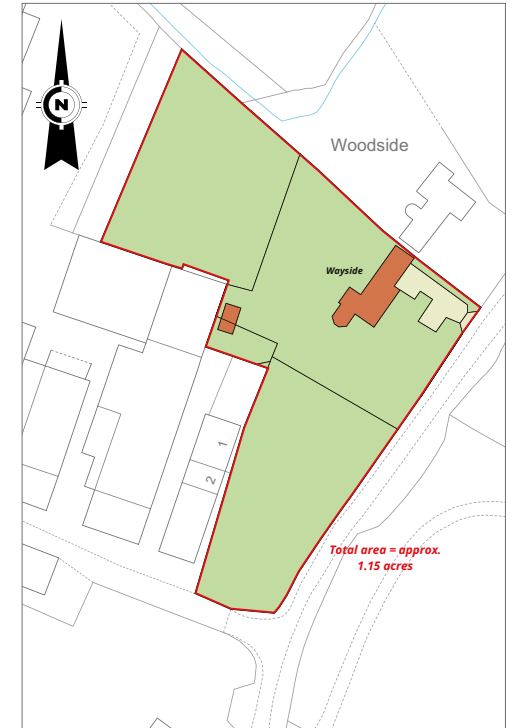 N
Woodside
Wayside
1
2
Total area = approx.
1.15 acres